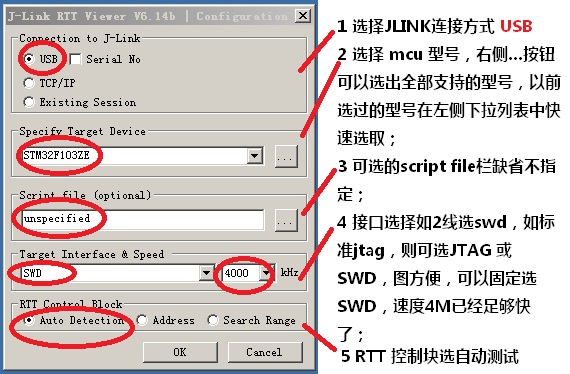 J-Link RTT Viewer V6.14b | Configuration
Connection to J-Link
USB
Serial No
TCP/IP
Existing Session
Specify Target Device
STM32F103ZE
...
Script file (optional)
unspecified
...
Target Interface & Speed
SWD
4000
kHz
RTT Control Block
Auto Detection
Address
Search Range
OK
Cancel
1 选择JLINK连接方式 USB
2 选择 mcu 型号，右侧...按钮
可以选出全部支持的型号，以前
选过的型号在左侧下拉列表中快
速选取；
3 可选的script file栏缺省不指
定；
4 接口选择如2线选swd，如标
准jtag，则可选JTAG 或
SWD，图方便，可以固定选
SWD，速度4M已经足够快
了；
5 RTT 控制块选自动测试